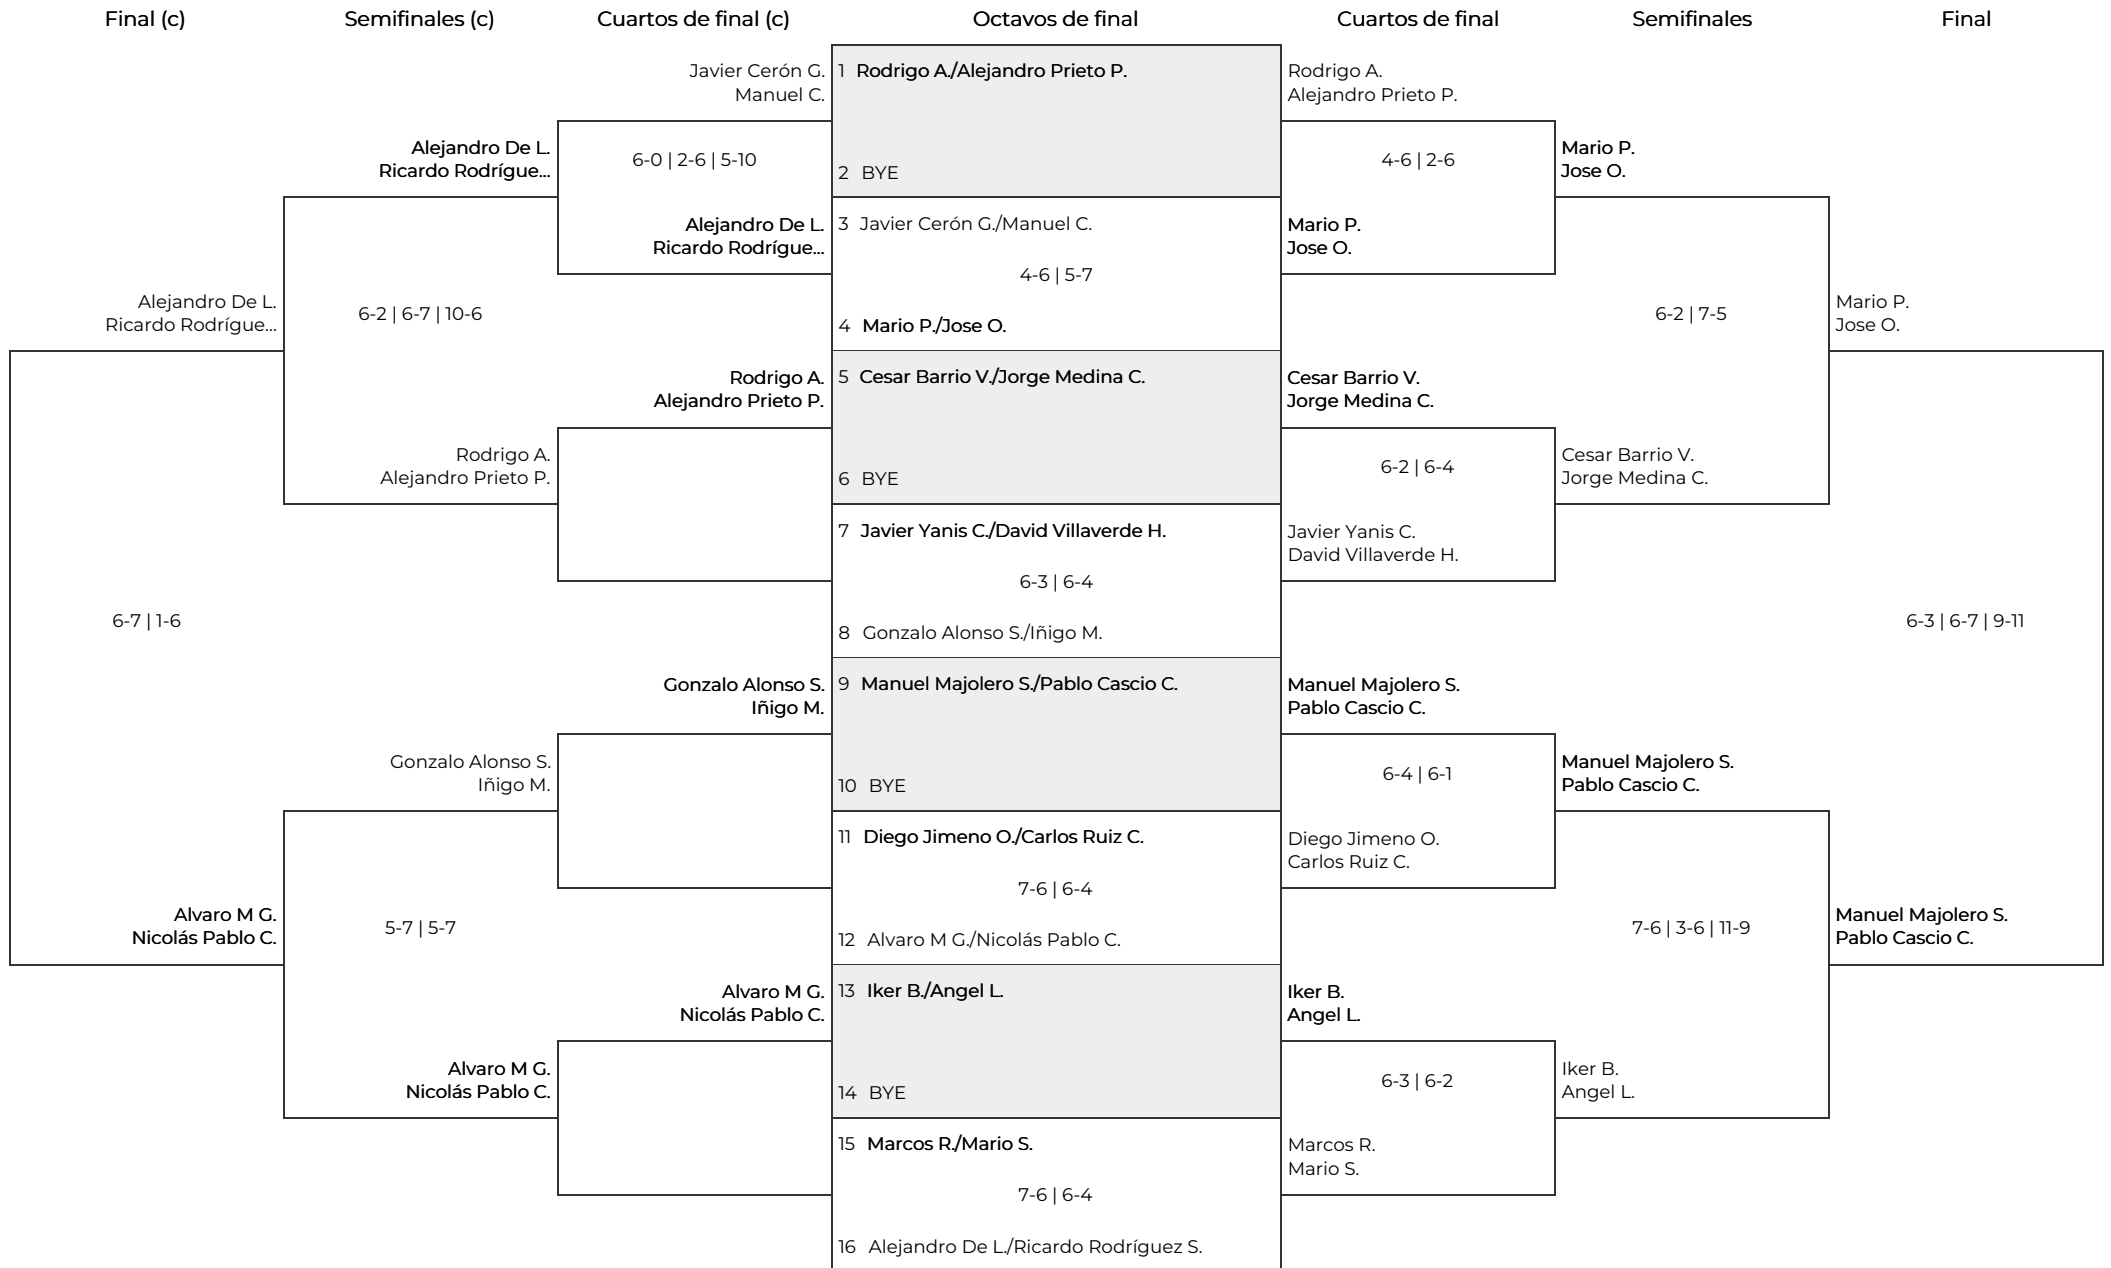 Final (c)
Semifinales (c)
Cuartos de final (c)
Octavos de final
Cuartos de final
Semifinales
Final
Alejandro De L.
Ricardo Rodrígue...
6-7 | 1-6
Alvaro M G.
Nicolás Pablo C.
Alejandro De L.
Ricardo Rodrígue...
6-2 | 6-7 | 10-6
Rodrigo A.
Alejandro Prieto P.
Gonzalo Alonso S.
Iñigo M.
5-7 | 5-7
Alvaro M G.
Nicolás Pablo C.
Javier Cerón G.
Manuel C.
6-0 | 2-6 | 5-10
Alejandro De L.
Ricardo Rodrígue...
Rodrigo A.
Alejandro Prieto P.
Gonzalo Alonso S.
Iñigo M.
Alvaro M G.
Nicolás Pablo C.
1 Rodrigo A./Alejandro Prieto P.
2 BYE
3 Javier Cerón G./Manuel C.
4-6 | 5-7
4 Mario P./Jose O.
5 Cesar Barrio V./Jorge Medina C.
6 BYE
7 Javier Yanis C./David Villaverde H.
6-3 | 6-4
8 Gonzalo Alonso S./Iñigo M.
9 Manuel Majolero S./Pablo Cascio C.
10 BYE
11 Diego Jimeno O./Carlos Ruiz C.
7-6 | 6-4
12 Alvaro M G./Nicolás Pablo C.
13 Iker B./Angel L.
14 BYE
15 Marcos R./Mario S.
7-6 | 6-4
16 Alejandro De L./Ricardo Rodríguez S.
Rodrigo A.
Alejandro Prieto P.
4-6 | 2-6
Mario P.
Jose O.
Cesar Barrio V.
Jorge Medina C.
6-2 | 6-4
Javier Yanis C.
David Villaverde H.
Manuel Majolero S.
Pablo Cascio C.
6-4 | 6-1
Diego Jimeno O.
Carlos Ruiz C.
Iker B.
Angel L.
6-3 | 6-2
Marcos R.
Mario S.
Mario P.
Jose O.
6-2 | 7-5
Cesar Barrio V.
Jorge Medina C.
Manuel Majolero S.
Pablo Cascio C.
7-6 | 3-6 | 11-9
Iker B.
Angel L.
Mario P.
Jose O.
6-3 | 6-7 | 9-11
Manuel Majolero S.
Pablo Cascio C.